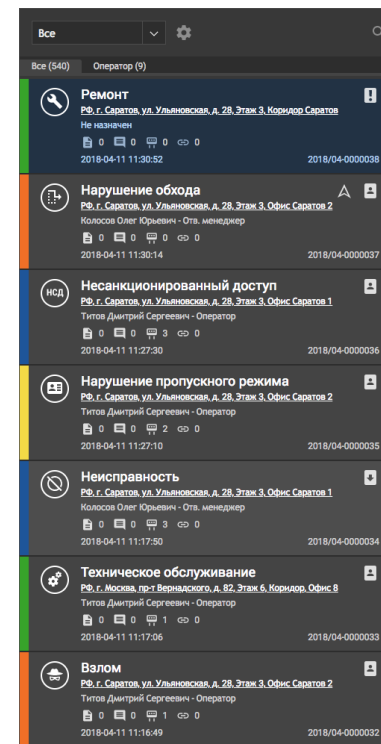 Все
Все (540) Оператор (9)
Ремонт
РФ, г. Саратов, ул. Ульяновская, д. 28, Этаж 3, Коридор Саратов
Не назначен
0 0 0 0
2018-04-11 11:30:52 2018/04-0000038
Нарушение обхода
РФ, г. Саратов, ул. Ульяновская, д. 28, Этаж 3, Офис Саратов 2
Колосов Олег Юрьевич - Отв. менеджер
0 0 0 0
2018-04-11 11:30:14 2018/04-0000037
НСД
Несанкционированный доступ
РФ, г. Саратов, ул. Ульяновская, д. 28, Этаж 3, Офис Саратов 1
Титов Дмитрий Сергеевич - Оператор
0 0 3 0
2018-04-11 11:27:30 2018/04-0000036
Нарушение пропускного режима
РФ, г. Саратов, ул. Ульяновская, д. 28, Этаж 3, Офис Саратов 2
Титов Дмитрий Сергеевич - Оператор
0 0 2 0
2018-04-11 11:27:10 2018/04-0000035
Неисправность
РФ, г. Саратов, ул. Ульяновская, д. 28, Этаж 3, Офис Саратов 1
Колосов Олег Юрьевич - Отв. менеджер
0 0 3 0
2018-04-11 11:17:50 2018/04-0000034
Техническое обслуживание
РФ, г. Москва, пр-т Вернадского, д. 82, Этаж 6, Коридор, Офис 8
Титов Дмитрий Сергеевич - Оператор
0 0 1 0
2018-04-11 11:17:06 2018/04-0000033
Взлом
РФ, г. Саратов, ул. Ульяновская, д. 28, Этаж 3, Офис Саратов 2
Титов Дмитрий Сергеевич - Оператор
0 0 1 0
2018-04-11 11:16:49 2018/04-0000032